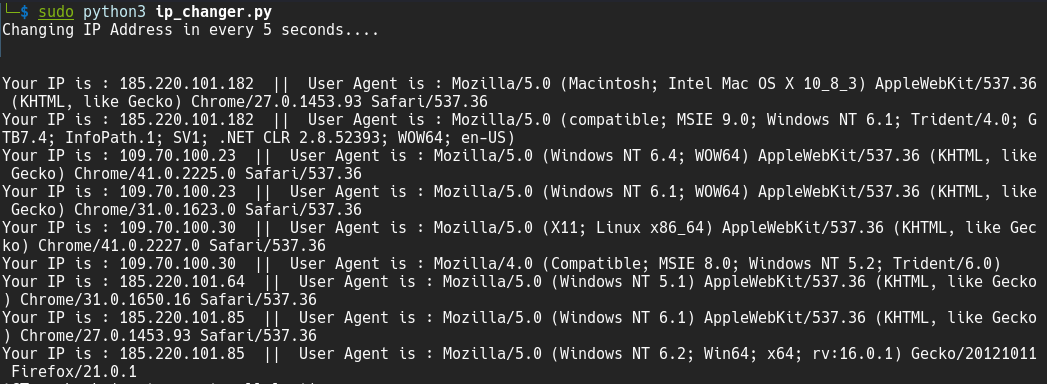 └─$ sudo python3 ip_changer.py
Changing IP Address in every 5 seconds....
Your IP is : 185.220.101.182  ||  User Agent is : Mozilla/5.0 (Macintosh; Intel Mac OS X 10_8_3) AppleWebKit/537.36
 (KHTML, like Gecko) Chrome/27.0.1453.93 Safari/537.36
Your IP is : 185.220.101.182  ||  User Agent is : Mozilla/5.0 (compatible; MSIE 9.0; Windows NT 6.1; Trident/4.0; G
TB7.4; InfoPath.1; SV1; .NET CLR 2.8.52393; WOW64; en-US)
Your IP is : 109.70.100.23  ||  User Agent is : Mozilla/5.0 (Windows NT 6.4; WOW64) AppleWebKit/537.36 (KHTML, like
 Gecko) Chrome/41.0.2225.0 Safari/537.36
Your IP is : 109.70.100.23  ||  User Agent is : Mozilla/5.0 (Windows NT 6.1; WOW64) AppleWebKit/537.36 (KHTML, like
 Gecko) Chrome/31.0.1623.0 Safari/537.36
Your IP is : 109.70.100.30  ||  User Agent is : Mozilla/5.0 (X11; Linux x86_64) AppleWebKit/537.36 (KHTML, like Gec
ko) Chrome/41.0.2227.0 Safari/537.36
Your IP is : 109.70.100.30  ||  User Agent is : Mozilla/4.0 (Compatible; MSIE 8.0; Windows NT 5.2; Trident/6.0)
Your IP is : 185.220.101.64  ||  User Agent is : Mozilla/5.0 (Windows NT 5.1) AppleWebKit/537.36 (KHTML, like Gecko
) Chrome/31.0.1650.16 Safari/537.36
Your IP is : 185.220.101.85  ||  User Agent is : Mozilla/5.0 (Windows NT 6.1) AppleWebKit/537.36 (KHTML, like Gecko
) Chrome/27.0.1453.93 Safari/537.36
Your IP is : 185.220.101.85  ||  User Agent is : Mozilla/5.0 (Windows NT 6.2; Win64; x64; rv:16.0.1) Gecko/20121011
 Firefox/21.0.1